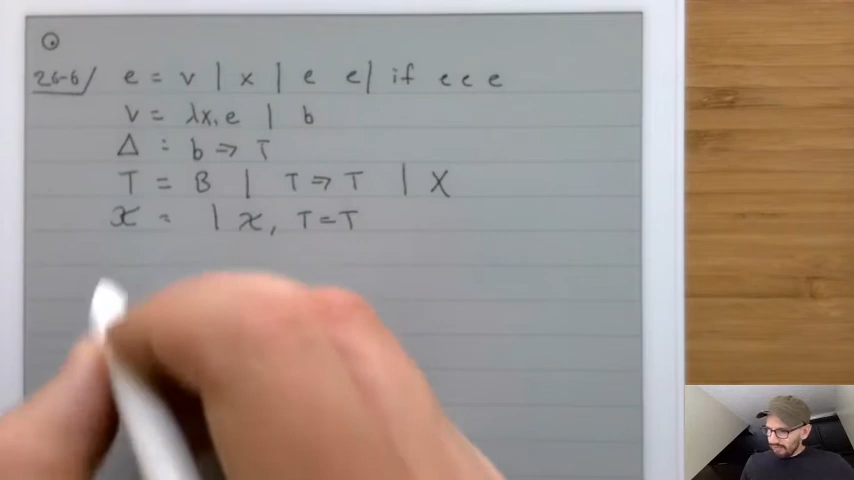 26-6/ e = v | x | e e | if e e e
v = λx. e | b
Δ : b ⇒ T
T = B | T ⇒ T | X
𝒳 = | 𝒳, T = T